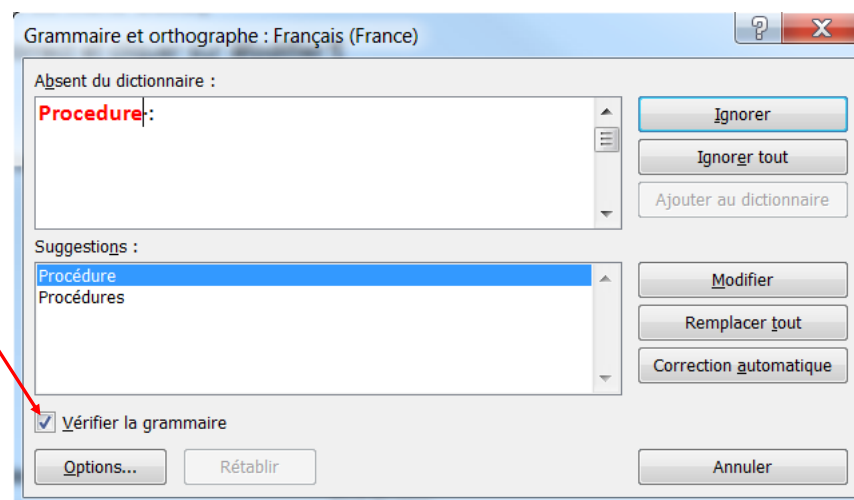 Grammaire et orthographe : Français (France)
Absent du dictionnaire :
Procedure :
Ignorer
Ignorer tout
Ajouter au dictionnaire
Suggestions :
Procédure
Procédures
Modifier
Remplacer tout
Correction automatique
Vérifier la grammaire
Options...
Rétablir
Annuler